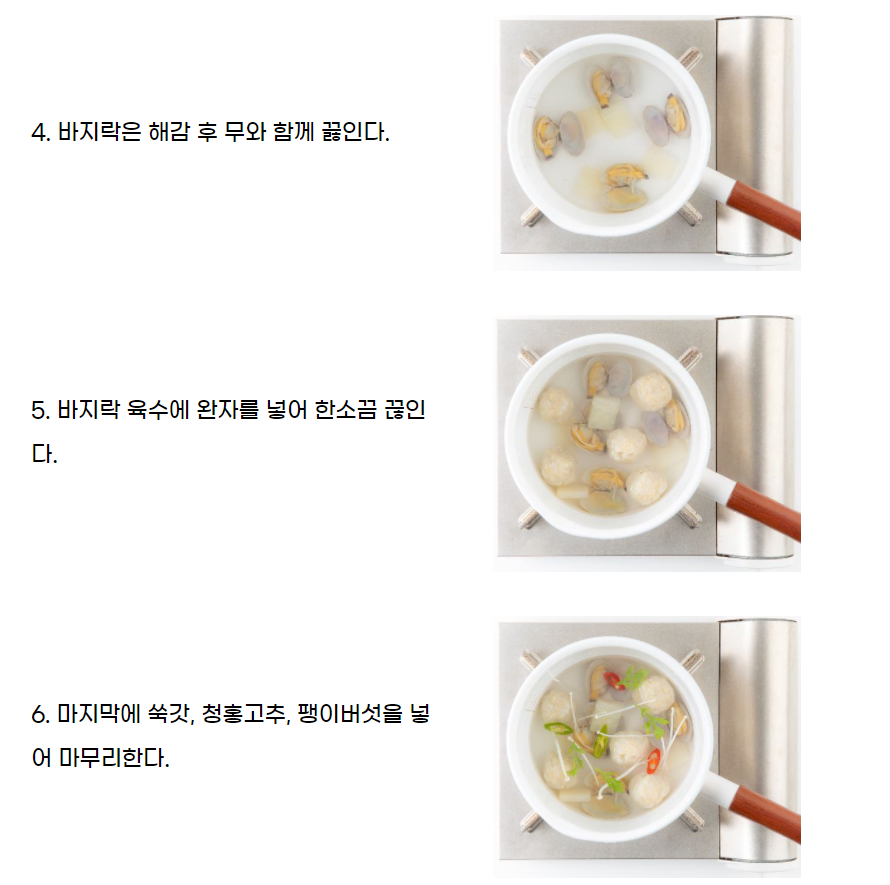 4. 바지락은 해감 후 무와 함께 끓인다.
5. 바지락 육수에 완자를 넣어 한소끔 끊인
다.
6. 마지막에 쑥갓, 청홍고추, 팽이버섯을 넣
어 마무리한다.